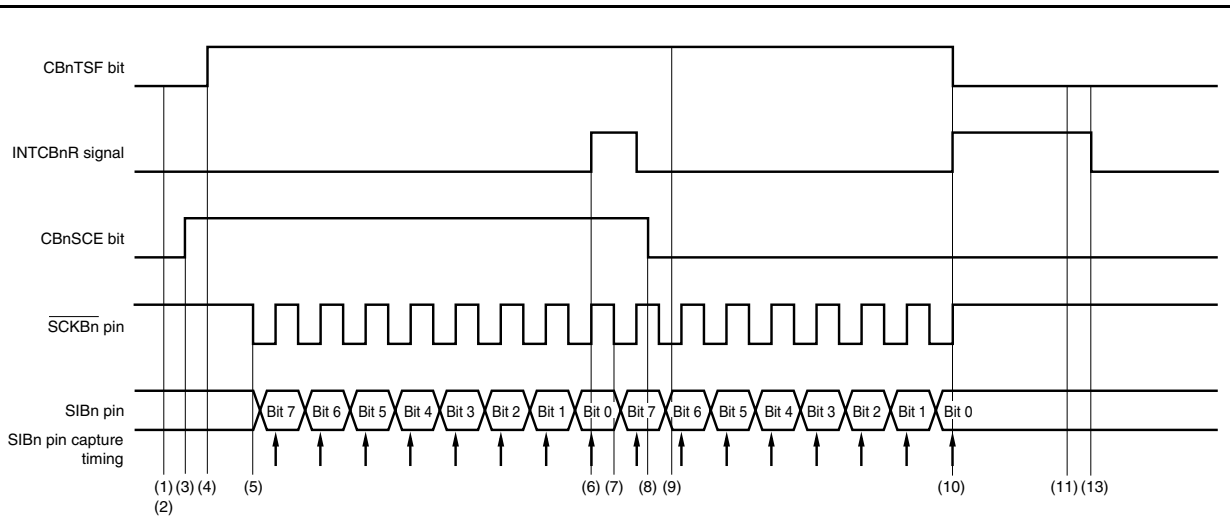 CBnTSF bit
INTCBnR signal
CBnSCE bit
SCKBn pin
SIBn pin
Bit 7 Bit 6 Bit 5 Bit 4 Bit 3 Bit 2 Bit 1 Bit 0 Bit 7 Bit 6 Bit 5 Bit 4 Bit 3 Bit 2 Bit 1 Bit 0
SIBn pin capture
timing
(1) (3) (4) (5) (6) (7) (8) (9) (10) (11) (13)
(2)